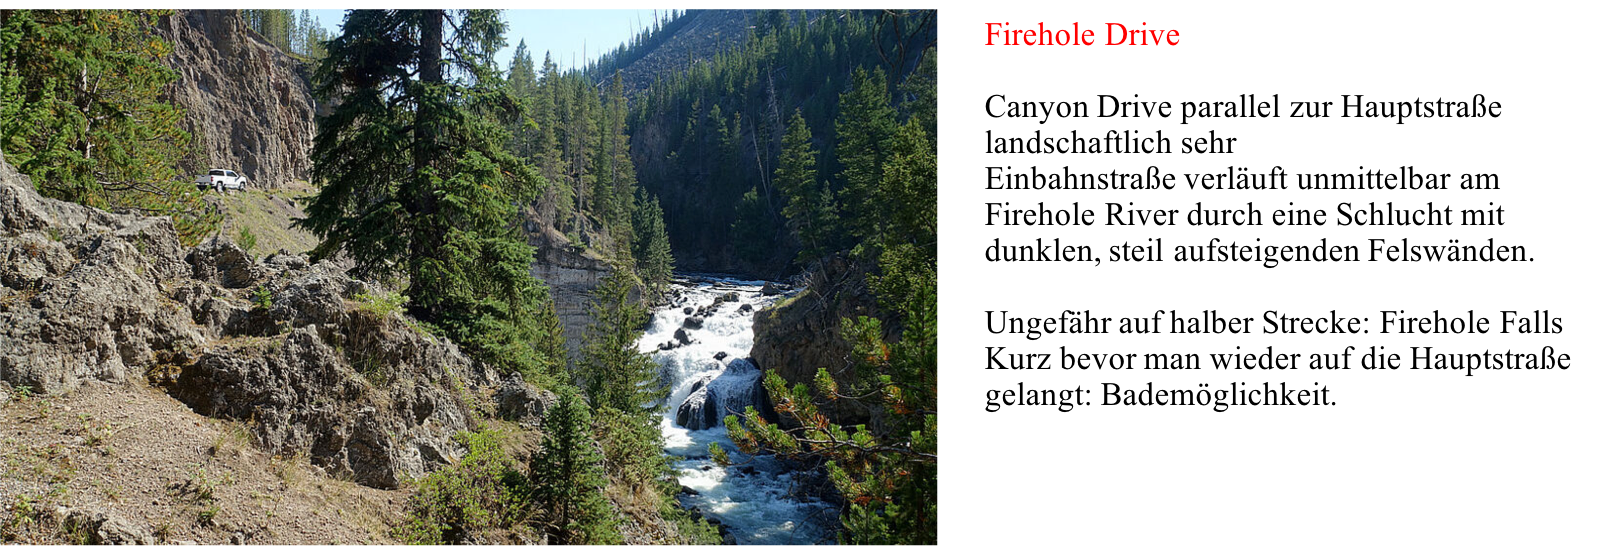 Firehole Drive
Canyon Drive parallel zur Hauptstraße
landschaftlich sehr
Einbahnstraße verläuft unmittelbar am
Firehole River durch eine Schlucht mit
dunklen, steil aufsteigenden Felswänden.
Ungefähr auf halber Strecke: Firehole Falls
Kurz bevor man wieder auf die Hauptstraße
gelangt: Bademöglichkeit.